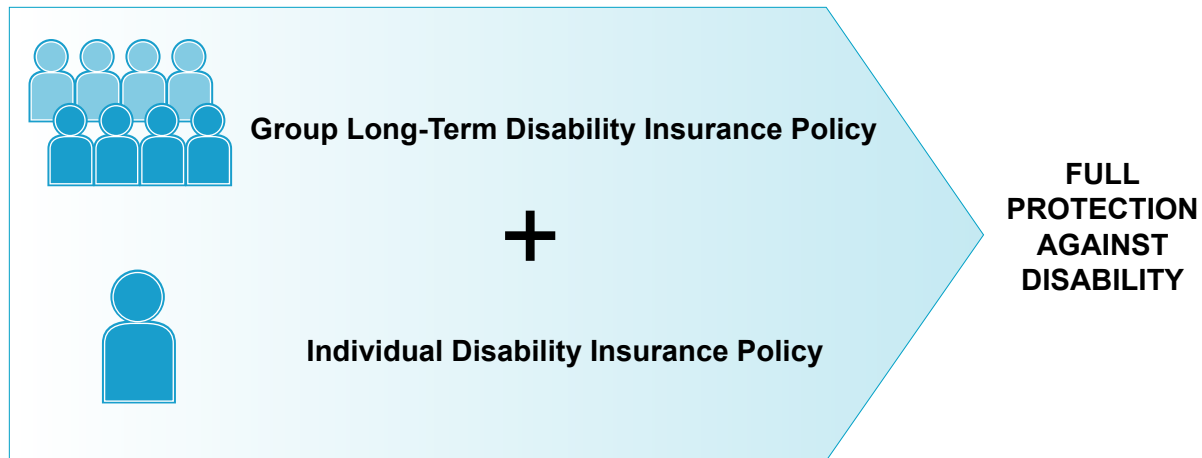 Group Long-Term Disability Insurance Policy
+
Individual Disability Insurance Policy
FULL
PROTECTION
AGAINST
DISABILITY